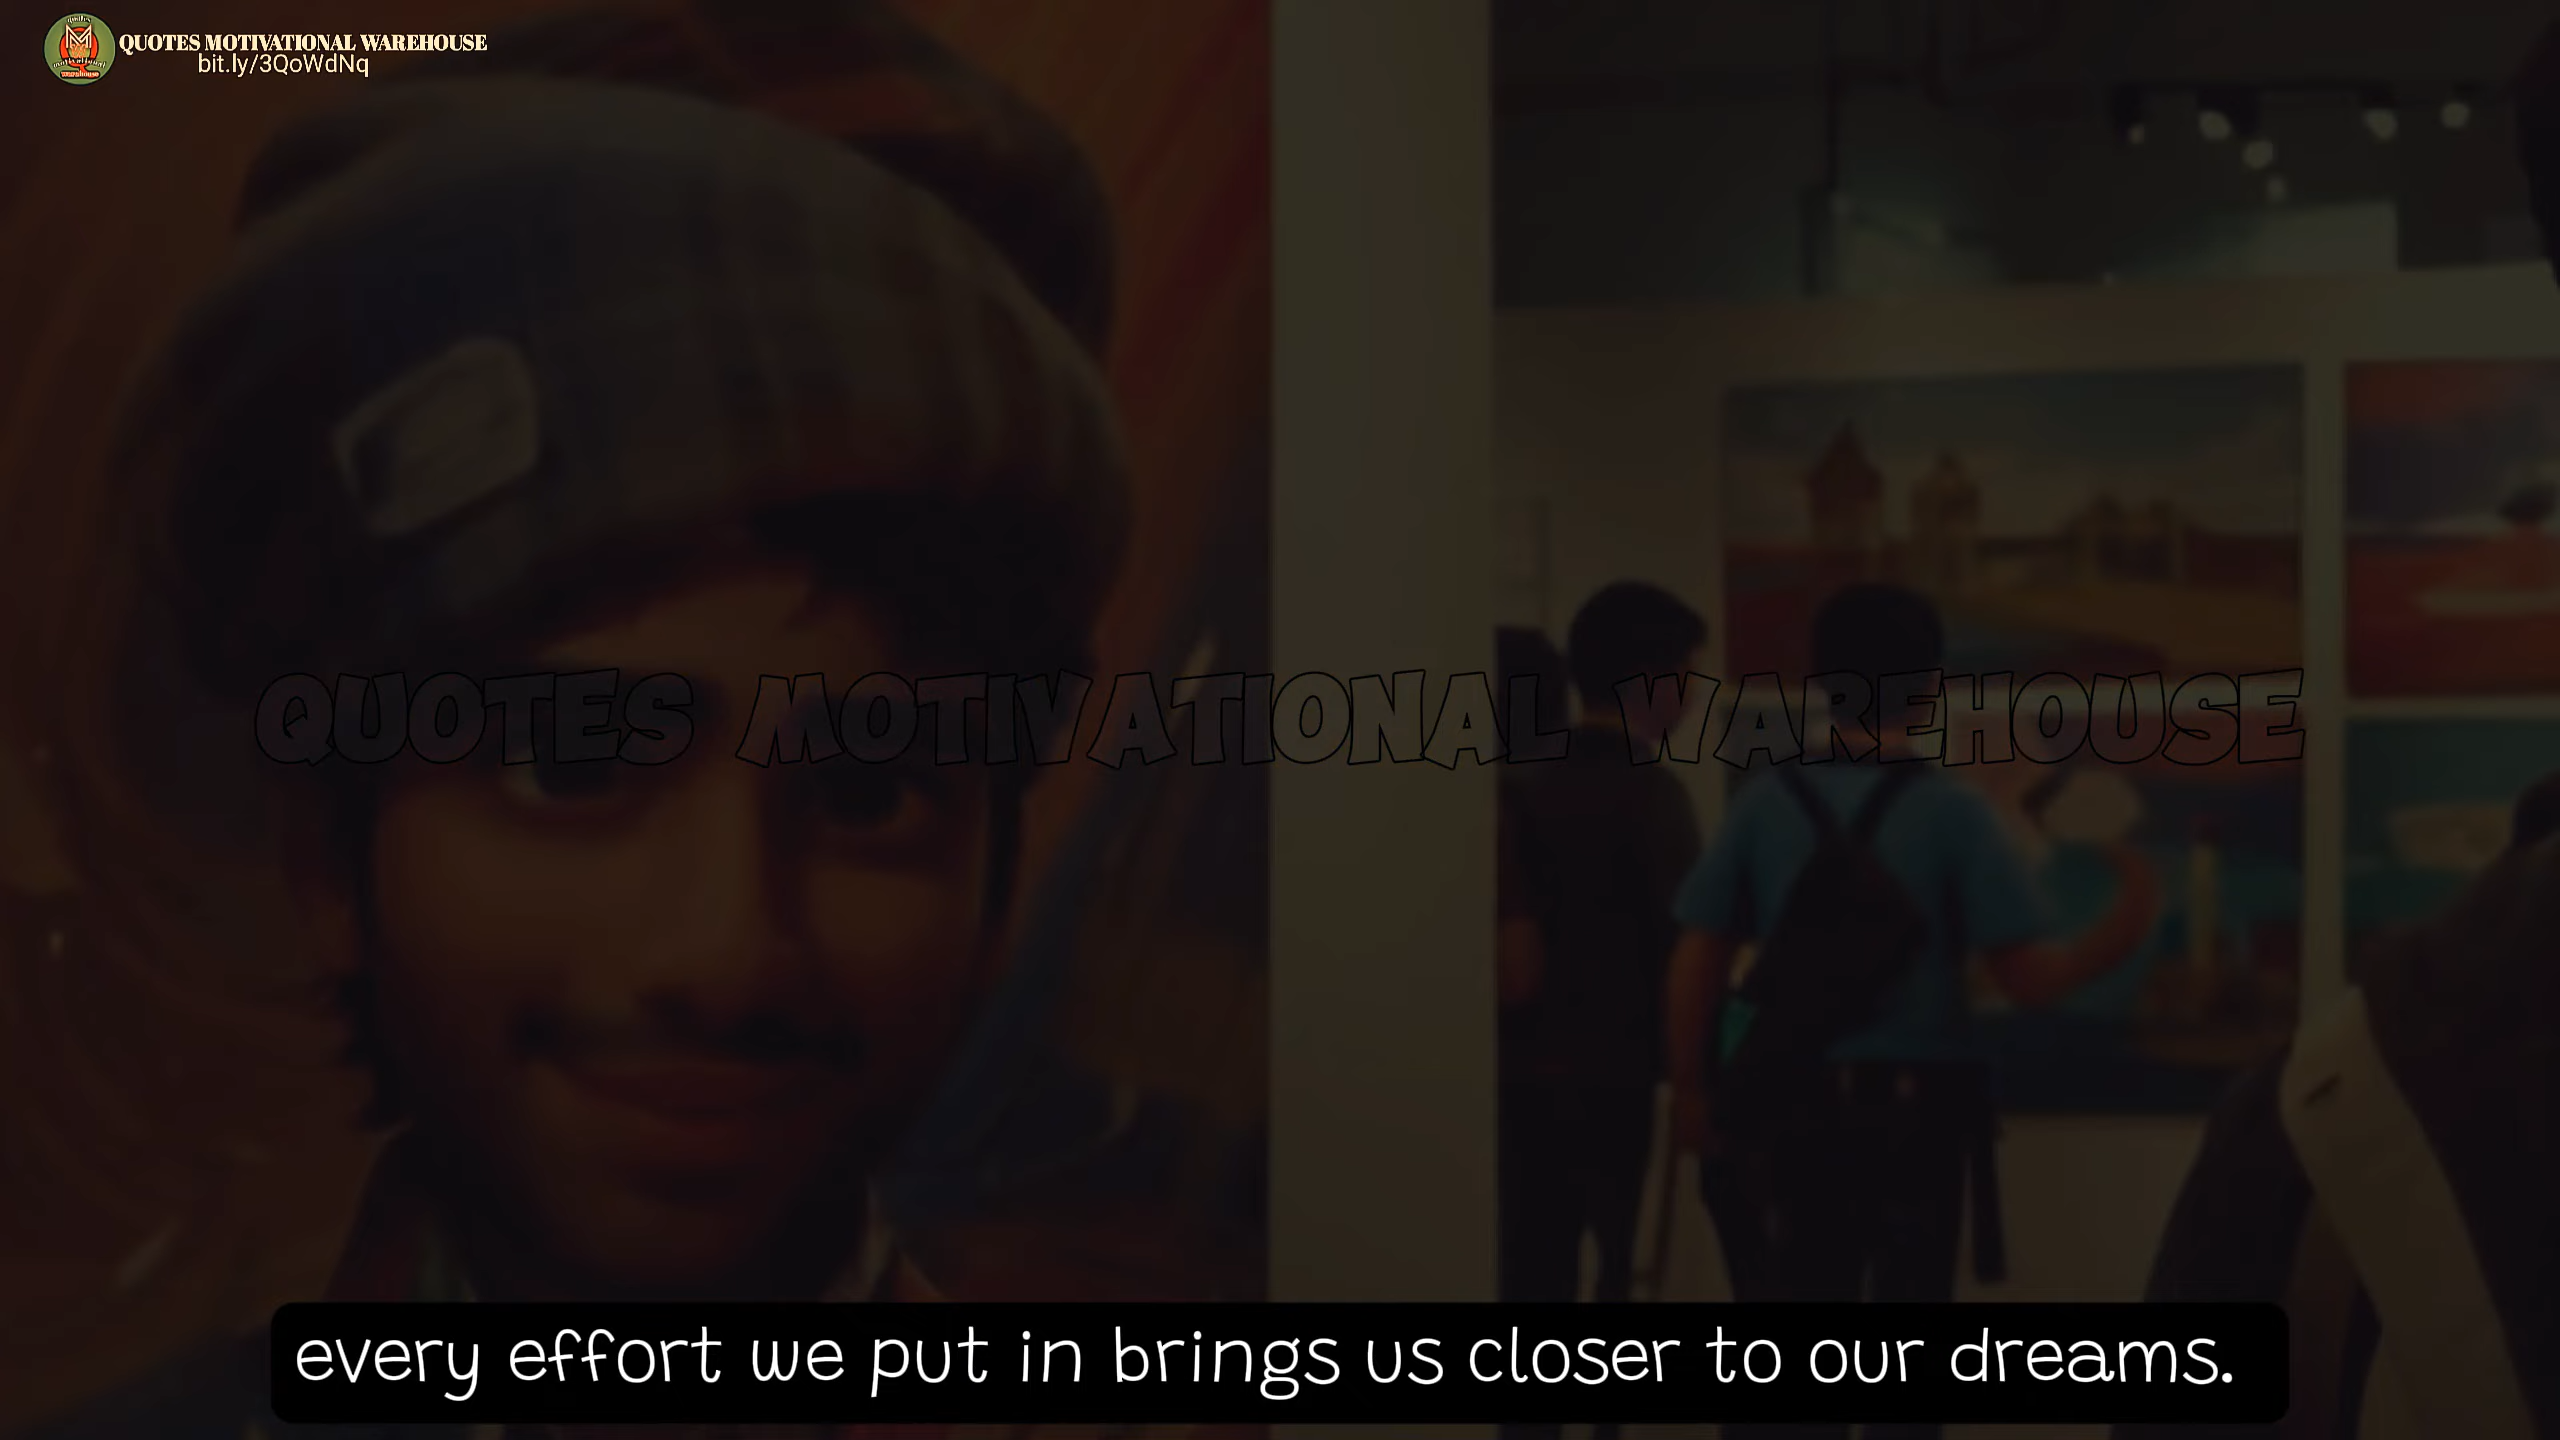 QUOTES MOTIVATIONAL WAREHOUSE
bit.ly/3QoWdNq
QUOTES MOTIVATIONAL WAREHOUSE
every effort we put in brings us closer to our dreams.